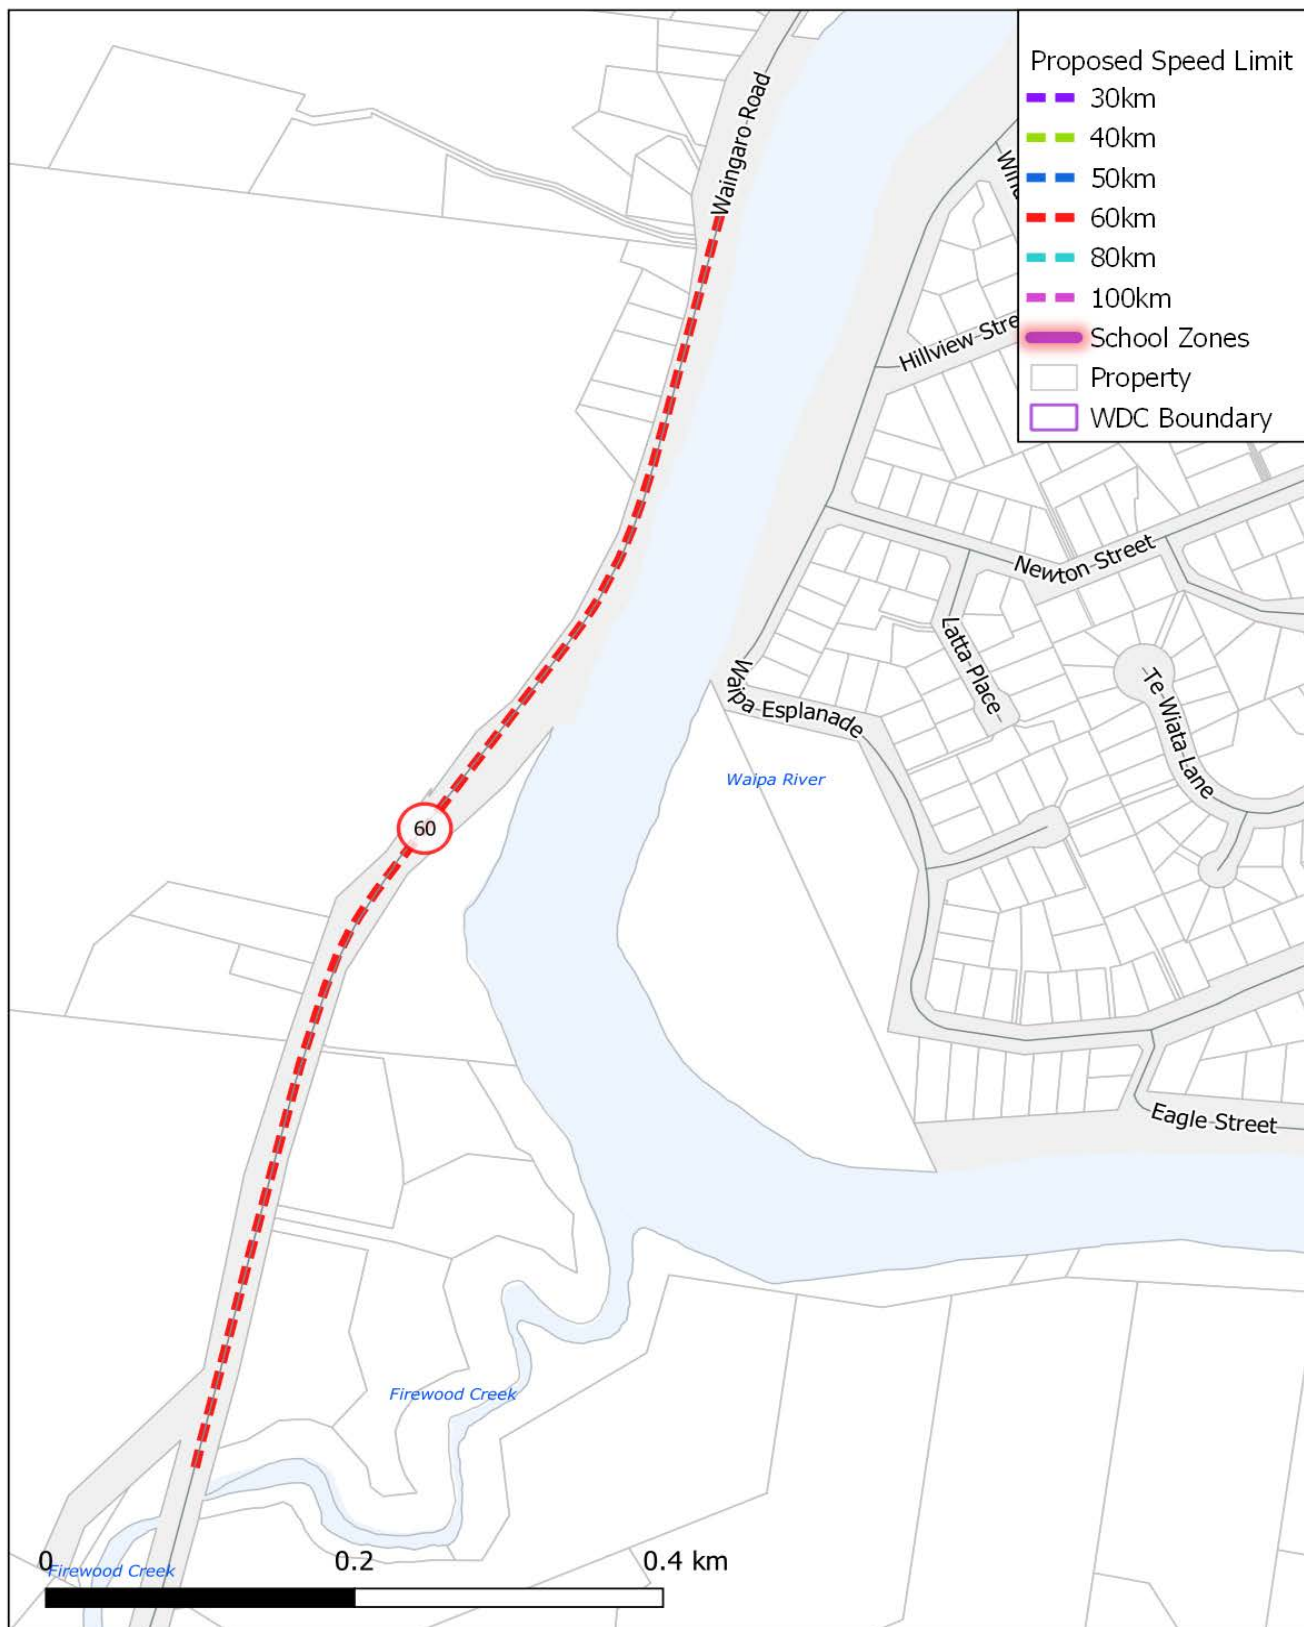 Proposed Speed Limit
30km
40km
50km
60km
80km
100km
School Zones
Property
WDC Boundary
Waingaro Road
Newton Street
Latta Place
Te Wiata Lane
Waipa Esplanade
Waipa River
60
Eagle Street
Firewood Creek
Firewood Creek
0
0.2
0.4 km
Hillview